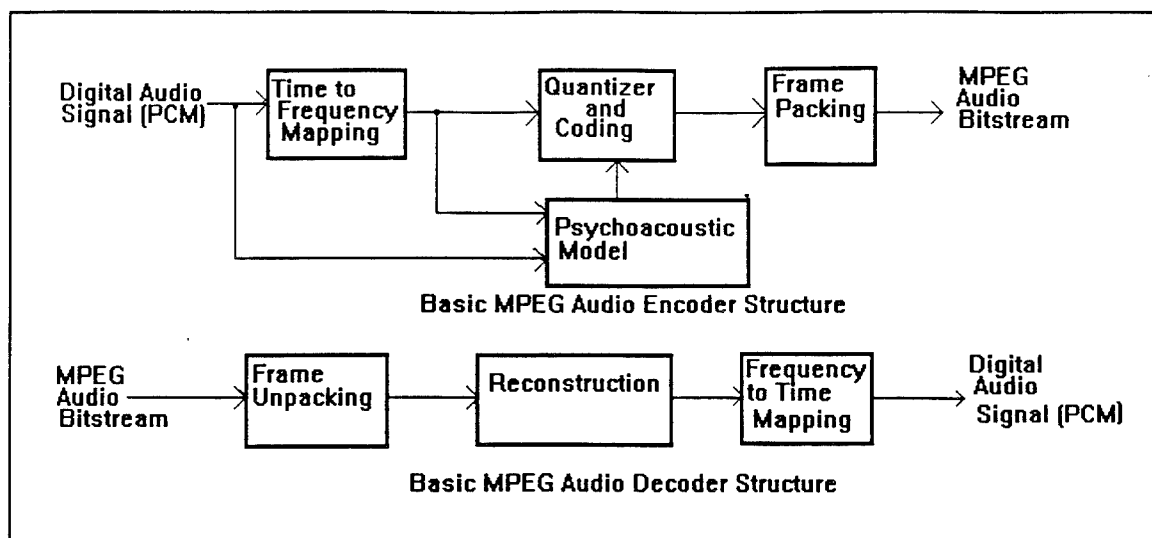 Digital Audio
Signal (PCM)
Time to
Frequency
Mapping
Quantizer
and
Coding
Frame
Packing
MPEG
Audio
Bitstream
Psychoacoustic
Model
Basic MPEG Audio Encoder Structure
MPEG
Audio
Bitstream
Frame
Unpacking
Reconstruction
Frequency
to Time
Mapping
Digital
Audio
Signal (PCM)
Basic MPEG Audio Decoder Structure